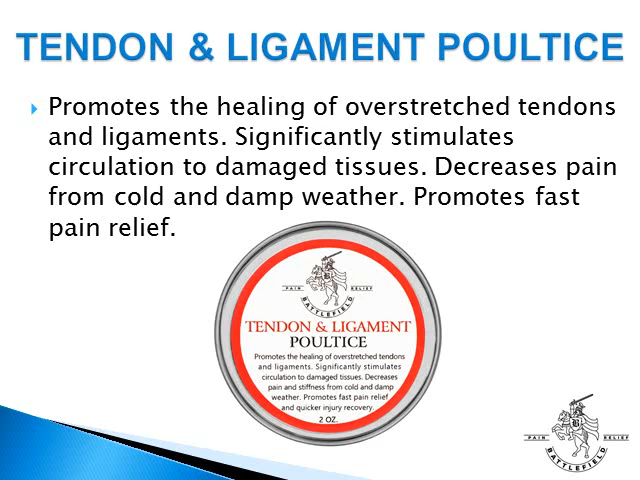 TENDON & LIGAMENT POULTICE
Promotes the healing of overstretched tendons
and ligaments. Significantly stimulates
circulation to damaged tissues. Decreases pain
from cold and damp weather. Promotes fast
pain relief.
PAIN RELIEF
BATTLEFIELD
TENDON & LIGAMENT
POULTICE
Promotes the healing of overstretched tendons
and ligaments. Significantly stimulates
circulation to damaged tissues. Decreases
pain and stiffness from cold and damp
weather. Promotes fast pain relief
and quicker injury recovery.
2 OZ.
PAIN RELIEF
BATTLEFIELD